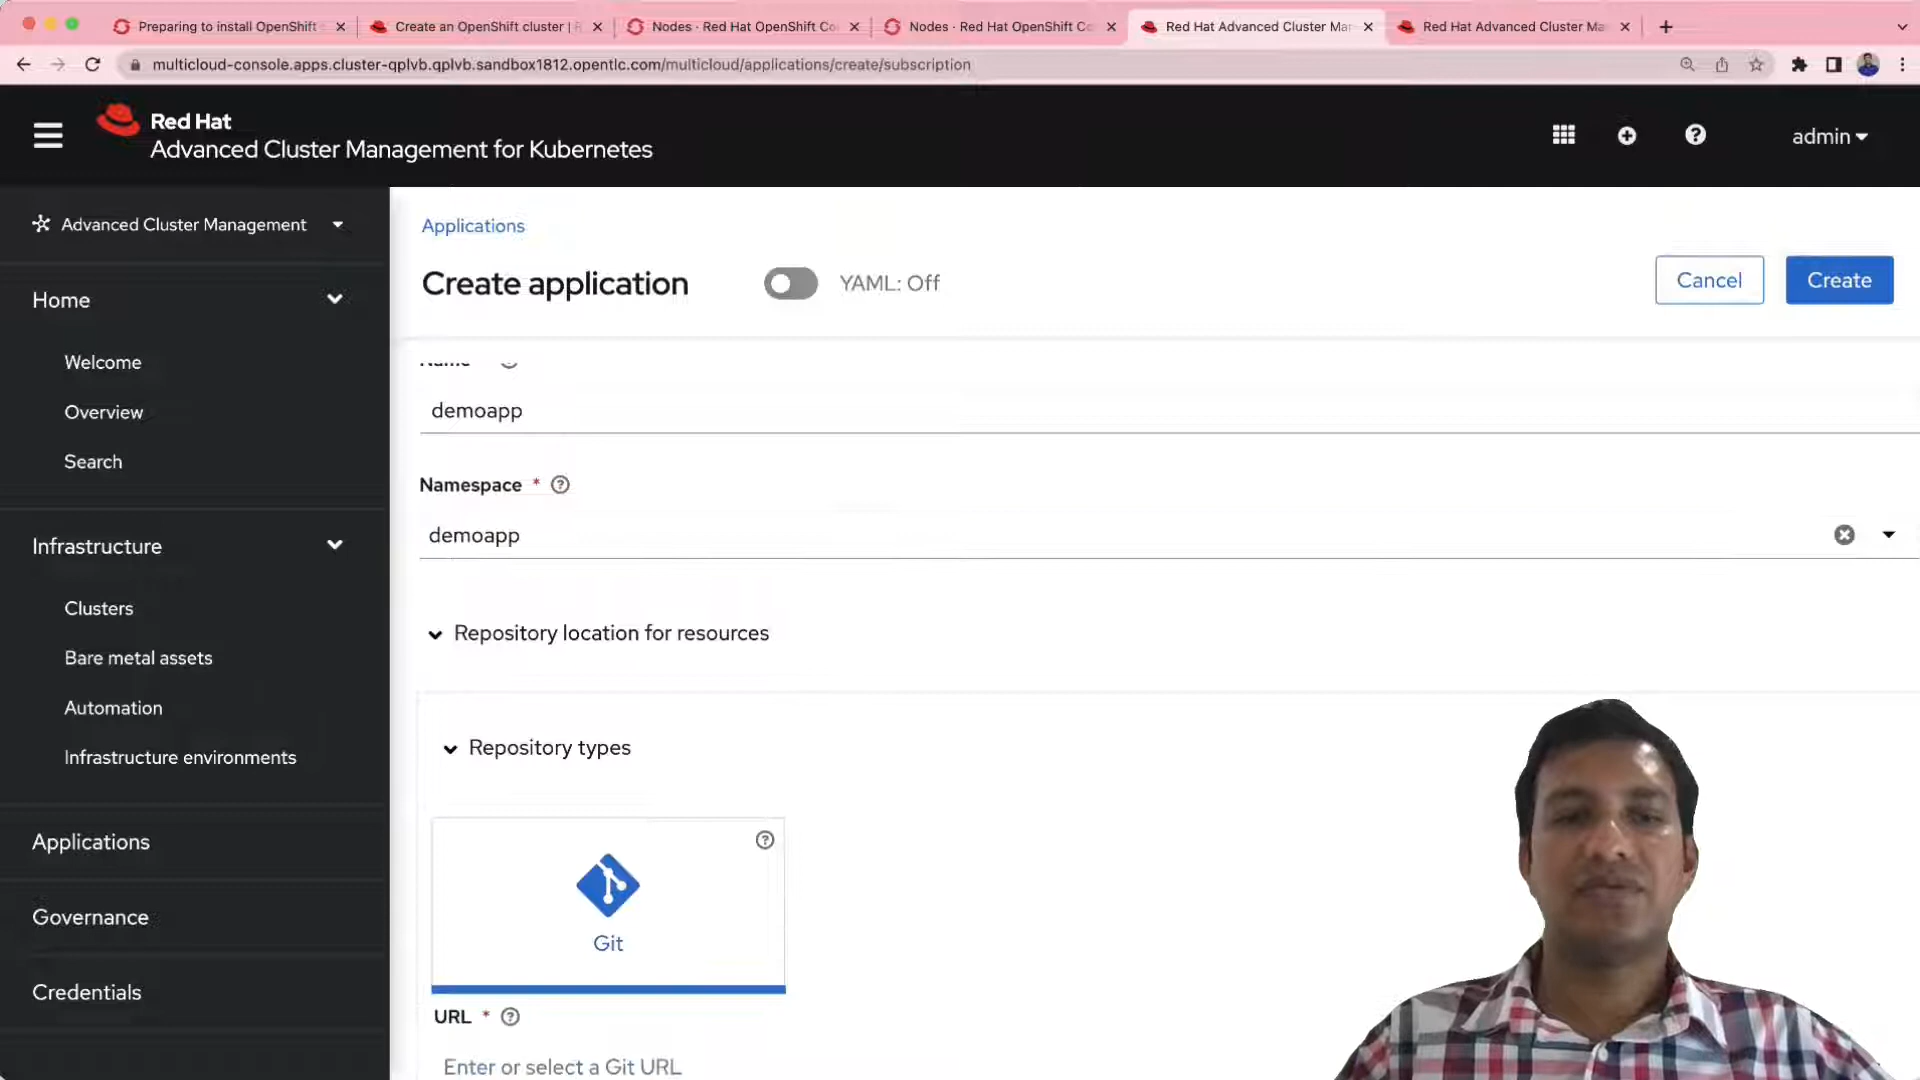 Preparing to install OpenShift
Create an OpenShift cluster | R
Nodes · Red Hat OpenShift Co
Nodes · Red Hat OpenShift Co
Red Hat Advanced Cluster Mar
Red Hat Advanced Cluster Ma
multicloud-console.apps.cluster-qplvb.qplvb.sandbox1812.opentlc.com/multicloud/applications/create/subscription
Red Hat
Advanced Cluster Management for Kubernetes
admin
Advanced Cluster Management
Home
Welcome
Overview
Search
Infrastructure
Clusters
Bare metal assets
Automation
Infrastructure environments
Applications
Governance
Credentials
Applications
Create application
YAML: Off
Cancel
Create
Name
demoapp
Namespace *
demoapp
Repository location for resources
Repository types
Git
URL *
Enter or select a Git URL